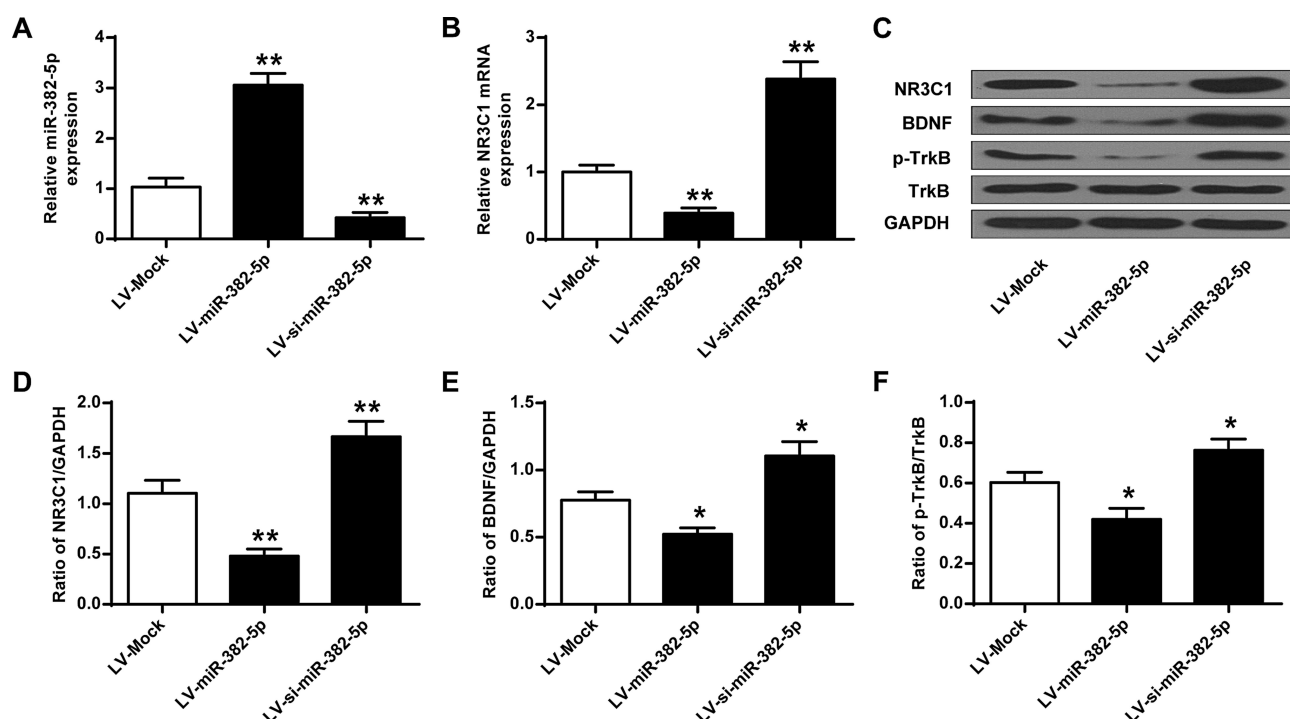 A
Relative miR-382-5p
expression
4
3
2
1
0
**
**
LV-Mock
LV-miR-382-5p
LV-si-miR-382-5p
B
Relative NR3C1 mRNA
expression
3
2
1
0
**
**
LV-Mock
LV-miR-382-5p
LV-si-miR-382-5p
C
NR3C1
BDNF
p-TrkB
TrkB
GAPDH
LV-Mock
LV-miR-382-5p
LV-si-miR-382-5p
D
Ratio of NR3C1/GAPDH
2.0
1.5
1.0
0.5
0.0
**
**
LV-Mock
LV-miR-382-5p
LV-si-miR-382-5p
E
Ratio of BDNF/GAPDH
1.5
1.0
0.5
0.0
*
*
LV-Mock
LV-miR-382-5p
LV-si-miR-382-5p
F
Ratio of p-TrkB/TrkB
1.0
0.8
0.6
0.4
0.2
0.0
*
*
LV-Mock
LV-miR-382-5p
LV-si-miR-382-5p